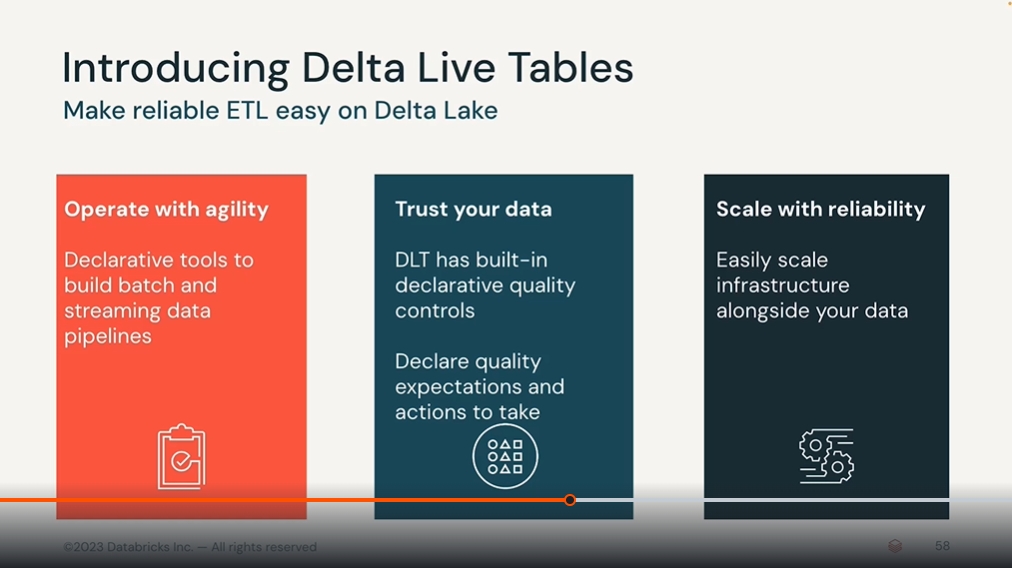 Introducing Delta Live Tables
Make reliable ETL easy on Delta Lake
Operate with agility
Declarative tools to
build batch and
streaming data
pipelines
Trust your data
DLT has built-in
declarative quality
controls
Declare quality
expectations and
actions to take
Scale with reliability
Easily scale
infrastructure
alongside your data
©2023 Databricks Inc. — All rights reserved
58